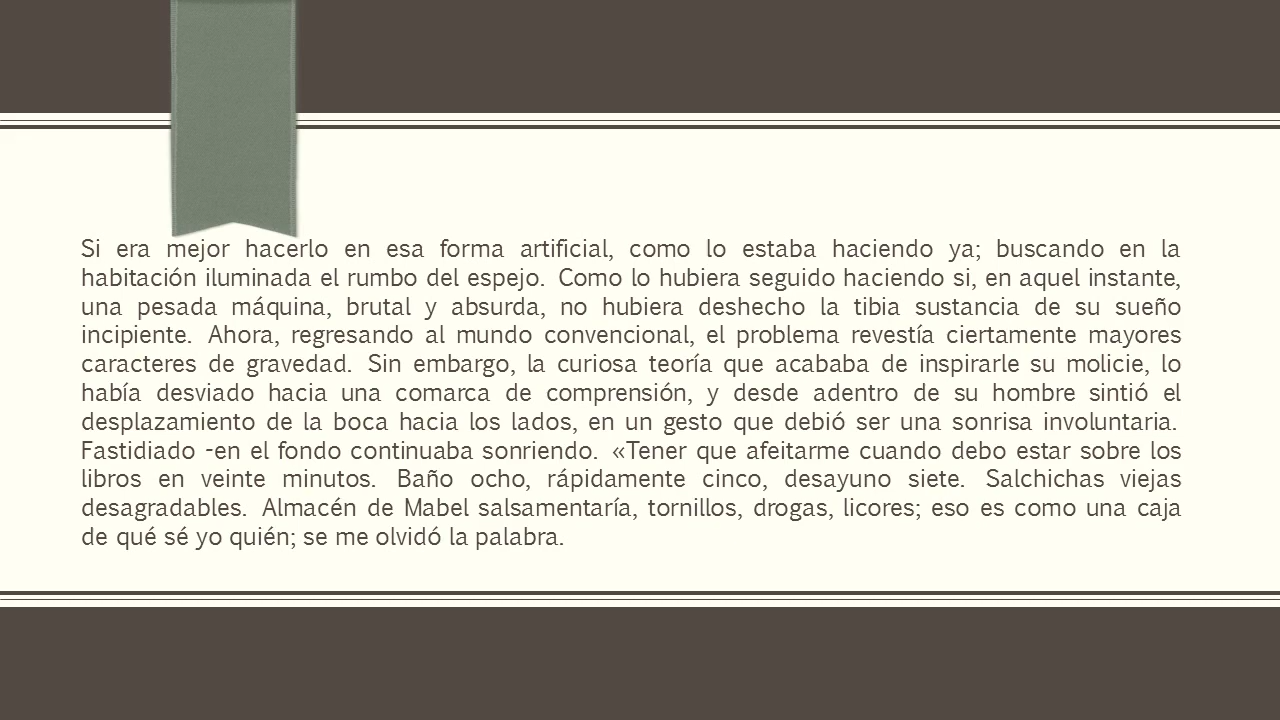 Si era mejor hacerlo en esa forma artificial, como lo estaba haciendo ya; buscando en la
habitación iluminada el rumbo del espejo. Como lo hubiera seguido haciendo si, en aquel instante,
una pesada máquina, brutal y absurda, no hubiera deshecho la tibia sustancia de su sueño
incipiente. Ahora, regresando al mundo convencional, el problema revestía ciertamente mayores
caracteres de gravedad. Sin embargo, la curiosa teoría que acababa de inspirarle su molicie, lo
había desviado hacia una comarca de comprensión, y desde adentro de su hombre sintió el
desplazamiento de la boca hacia los lados, en un gesto que debió ser una sonrisa involuntaria.
Fastidiado -en el fondo continuaba sonriendo. «Tener que afeitarme cuando debo estar sobre los
libros en veinte minutos. Baño ocho, rápidamente cinco, desayuno siete. Salchichas viejas
desagradables. Almacén de Mabel salsamentaría, tornillos, drogas, licores; eso es como una caja
de qué sé yo quién; se me olvidó la palabra.